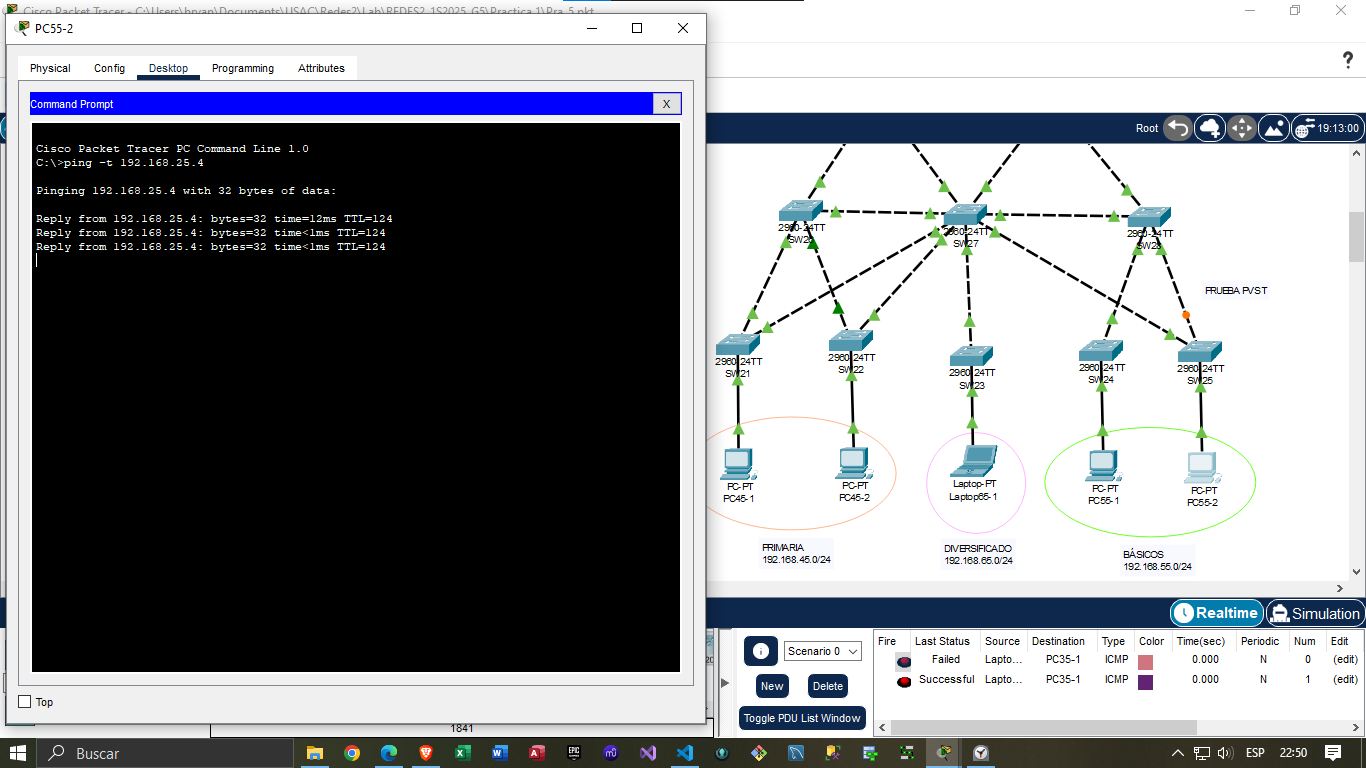 Cisco Packet Tracer - C:\Users\bryan\Documents\USAC\Redes2\Lab\REDES2_1S2025_G5\Practica 1\Pra_5.pkt
PC55-2
Physical Config Desktop Programming Attributes
Command Prompt
X
Cisco Packet Tracer PC Command Line 1.0
C:\>ping -t 192.168.25.4
Pinging 192.168.25.4 with 32 bytes of data:
Reply from 192.168.25.4: bytes=32 time=12ms TTL=124
Reply from 192.168.25.4: bytes=32 time<1ms TTL=124
Reply from 192.168.25.4: bytes=32 time<1ms TTL=124
Top
?
Root
19:13:00
2960-24TT
SW26
2960-24TT
SW27
2960-24TT
SW28
PRUEBA PVST
2960-24TT
SW21
2960-24TT
SW22
2960-24TT
SW23
2960-24TT
SW24
2960-24TT
SW25
PC-PT
PC45-1
PC-PT
PC45-2
Laptop-PT
Laptop65-1
PC-PT
PC55-1
PC-PT
PC55-2
PRIMARIA
192.168.45.0/24
DIVERSIFICADO
192.168.65.0/24
BÁSICOS
192.168.55.0/24
Realtime
Simulation
Scenario 0
New
Delete
Toggle PDU List Window
Fire Last Status Source Destination Type Color Time(sec) Periodic Num Edit
Failed Lapto... PC35-1 ICMP 0.000 N 0 (edit)
Successful Lapto... PC35-1 ICMP 0.000 N 1 (edit)
1841
Buscar
ESP
22:50